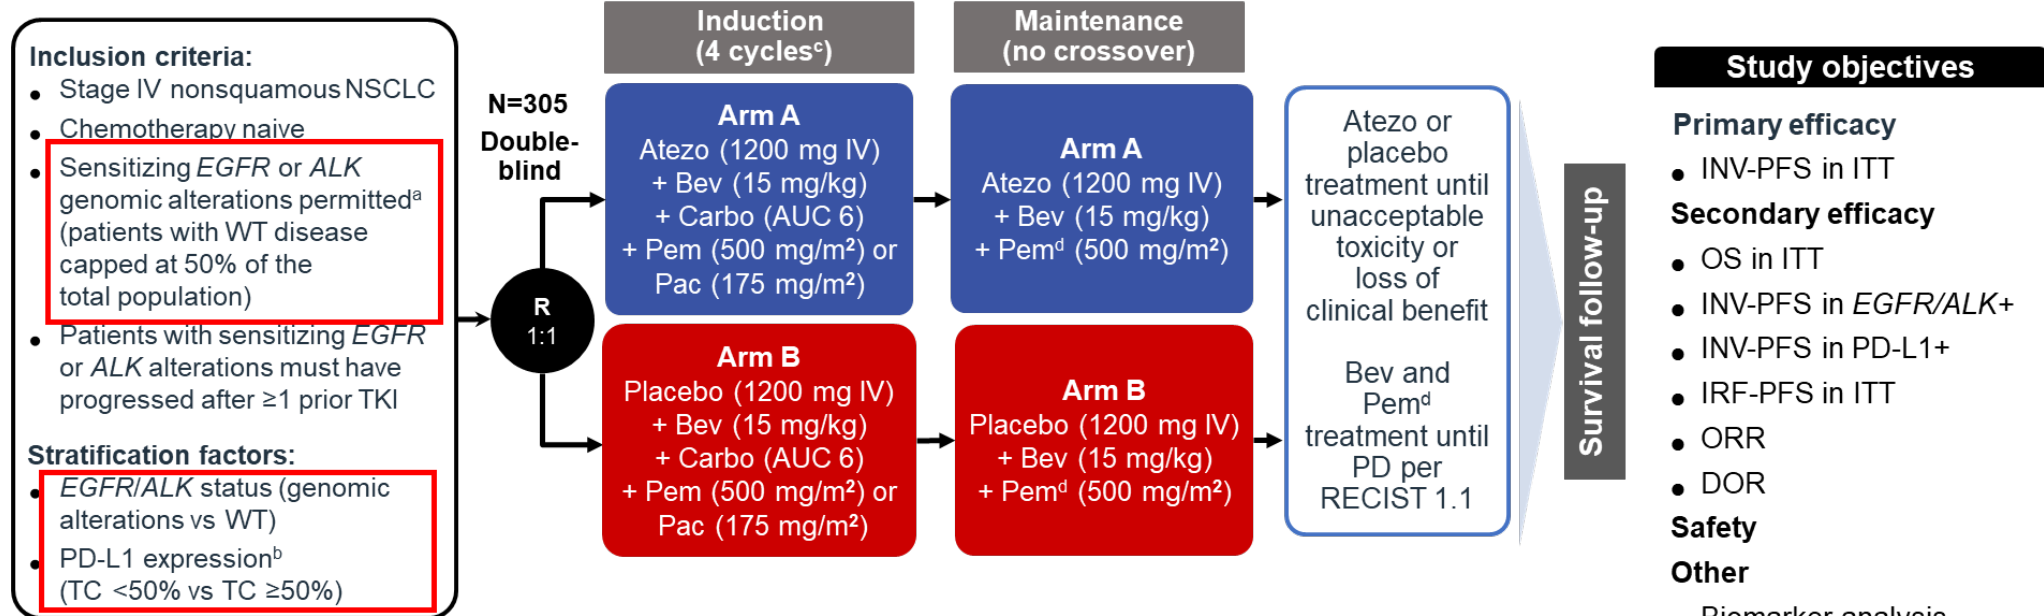 Inclusion criteria:
• Stage IV nonsquamous NSCLC
• Chemotherapy naive
• Sensitizing EGFR or ALK
genomic alterations permittedᵃ
(patients with WT disease
capped at 50% of the
total population)
• Patients with sensitizing EGFR
or ALK alterations must have
progressed after ≥1 prior TKI
Stratification factors:
• EGFR/ALK status (genomic
alterations vs WT)
• PD-L1 expressionᵇ
(TC <50% vs TC ≥50%)
N=305
Double-
blind
R
1:1
Induction
(4 cyclesᶜ)
Arm A
Atezo (1200 mg IV)
+ Bev (15 mg/kg)
+ Carbo (AUC 6)
+ Pem (500 mg/m²) or
Pac (175 mg/m²)
Arm B
Placebo (1200 mg IV)
+ Bev (15 mg/kg)
+ Carbo (AUC 6)
+ Pem (500 mg/m²) or
Pac (175 mg/m²)
Maintenance
(no crossover)
Arm A
Atezo (1200 mg IV)
+ Bev (15 mg/kg)
+ Pemᵈ (500 mg/m²)
Arm B
Placebo (1200 mg IV)
+ Bev (15 mg/kg)
+ Pemᵈ (500 mg/m²)
Atezo or
placebo
treatment until
unacceptable
toxicity or
loss of
clinical benefit
Bev and
Pemᵈ
treatment until
PD per
RECIST 1.1
Survival follow-up
Study objectives
Primary efficacy
• INV-PFS in ITT
Secondary efficacy
• OS in ITT
• INV-PFS in EGFR/ALK+
• INV-PFS in PD-L1+
• IRF-PFS in ITT
• ORR
• DOR
Safety
Other
Biomarker analysis